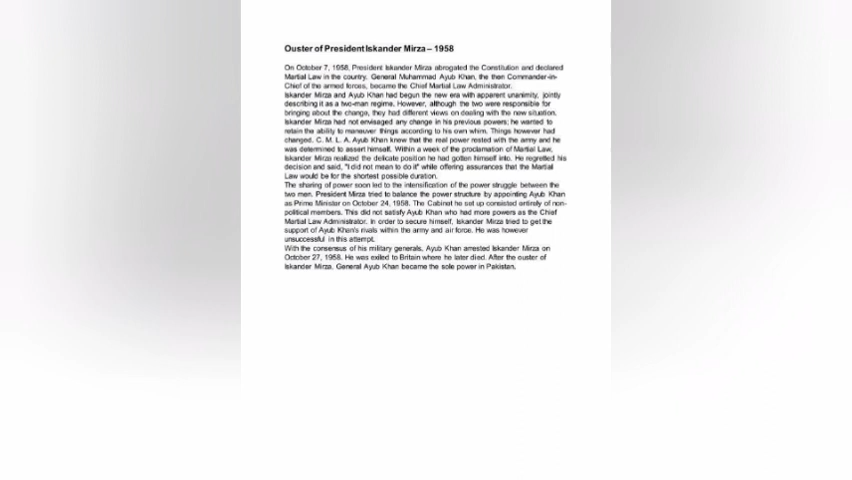 Ouster of President Iskander Mirza – 1958
On October 7, 1958, President Iskander Mirza abrogated the Constitution and declared
Martial Law in the country. General Muhammad Ayub Khan, the then Commander-in-
Chief of the armed forces, became the Chief Martial Law Administrator.
Iskander Mirza and Ayub Khan had begun the new era with apparent unanimity, jointly
describing it as a two-man regime. However, although the two were responsible for
bringing about the change, they had different views on dealing with the new situation.
Iskander Mirza had not envisaged any change in his previous powers; he wanted to
retain the ability to maneuver things according to his own whim. Things however had
changed. C. M. L. A. Ayub Khan knew that the real power rested with the army and he
was determined to assert himself. Within a week of the proclamation of Martial Law,
Iskander Mirza realized the delicate position he had gotten himself into. He regretted his
decision and said, "I did not mean to do it" while offering assurances that the Martial
Law would be for the shortest possible duration.
The sharing of power soon led to the intensification of the power struggle between the
two men. President Mirza tried to balance the power structure by appointing Ayub Khan
as Prime Minister on October 24, 1958. The Cabinet he set up consisted entirely of non-
political members. This did not satisfy Ayub Khan who had more powers as the Chief
Martial Law Administrator. In order to secure himself, Iskander Mirza tried to get the
support of Ayub Khan's rivals within the army and air force. He was however
unsuccessful in this attempt.
With the consensus of his military generals, Ayub Khan arrested Iskander Mirza on
October 27, 1958. He was exiled to Britain where he later died. After the ouster of
Iskander Mirza, General Ayub Khan became the sole power in Pakistan.